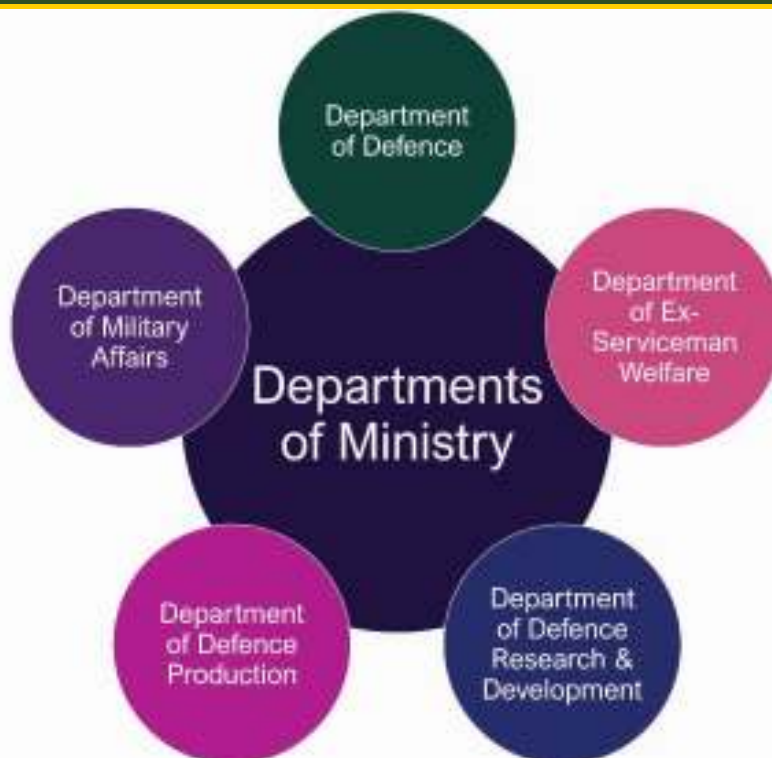 Department
of Defence
Department
of Ex-
Serviceman
Welfare
Department
of Military
Affairs
Departments
of Ministry
Department
of Defence
Production
Department
of Defence
Research &
Development